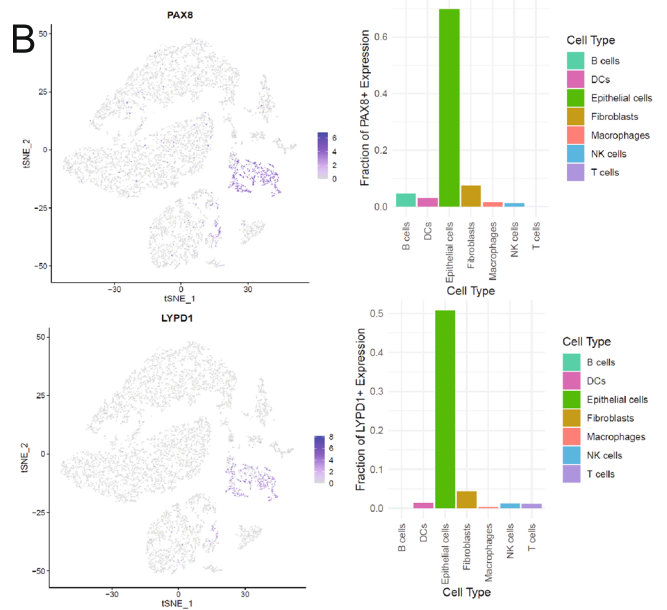 B
PAX8
tSNE_2
50
25
0
−25
−50
−30
0
30
tSNE_1
6
4
2
0
Fraction of PAX8+ Expression
0.6
0.4
0.2
0.0
B cells
DCs
Epithelial cells
Fibroblasts
Macrophages
NK cells
T cells
Cell Type
Cell Type
B cells
DCs
Epithelial cells
Fibroblasts
Macrophages
NK cells
T cells
LYPD1
tSNE_2
50
25
0
−25
−50
−30
0
30
tSNE_1
8
6
4
2
0
Fraction of LYPD1+ Expression
0.5
0.4
0.3
0.2
0.1
0.0
B cells
DCs
Epithelial cells
Fibroblasts
Macrophages
NK cells
T cells
Cell Type
Cell Type
B cells
DCs
Epithelial cells
Fibroblasts
Macrophages
NK cells
T cells